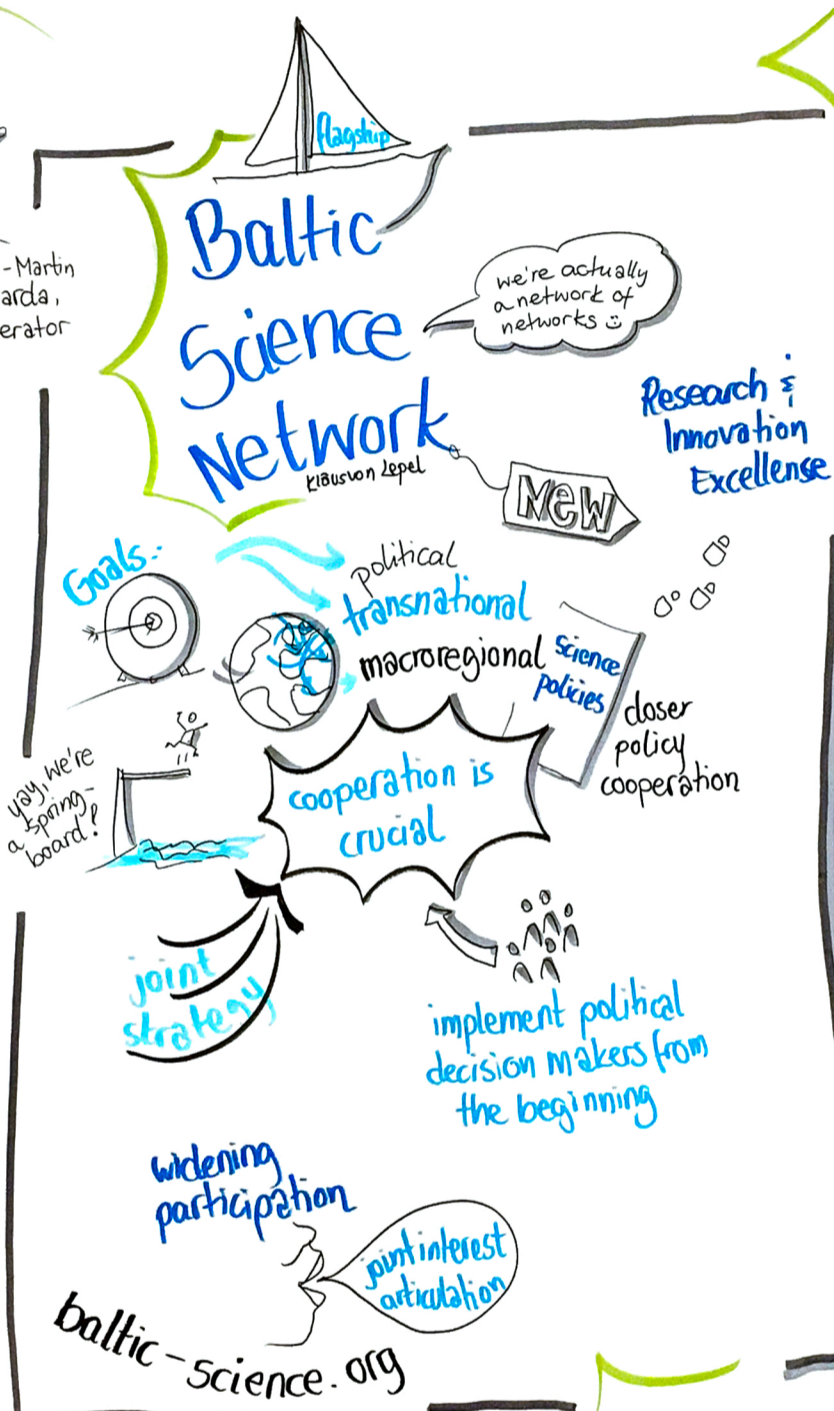 flagship
Baltic
Science
Network
Klaus von Lepel
-Martin
arda,
erator
we're actually
a network of
networks
NEW
Research &
Innovation
Excellense
Goals:
political
transnational
macroregional
science
policies
closer
policy
cooperation
yay, we're
a spring-
board!
cooperation is
crucial
joint
strategy
implement political
decision makers from
the beginning
widening
participation
joint interest
articulation
baltic-science.org